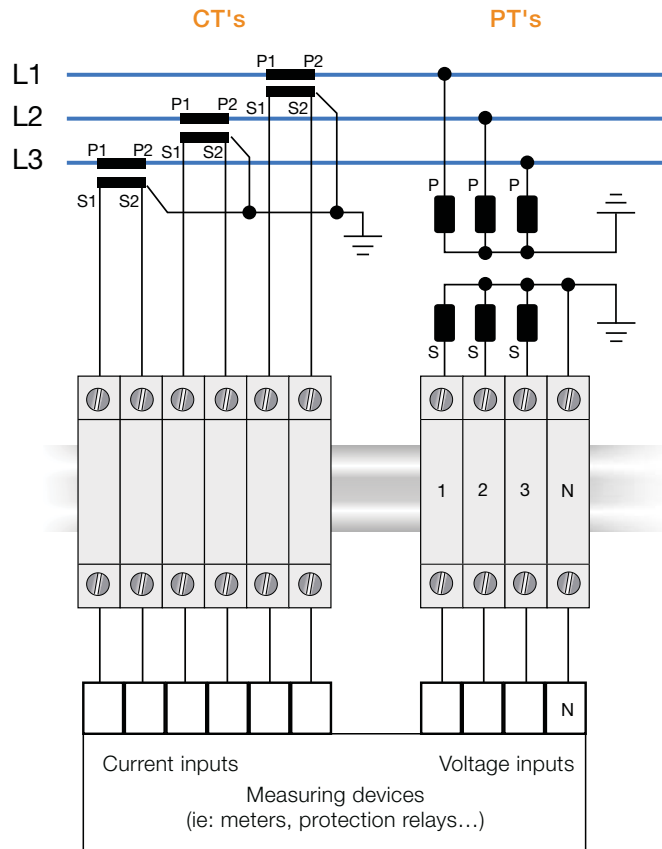 CT's PT's
P1 P2
L1
S1 S2
P1 P2
L2
S1 S2
P1 P2
L3
S1 S2
P P P
S S S
1 2 3 N
N
Current inputs Voltage inputs
Measuring devices
(ie: meters, protection relays...)